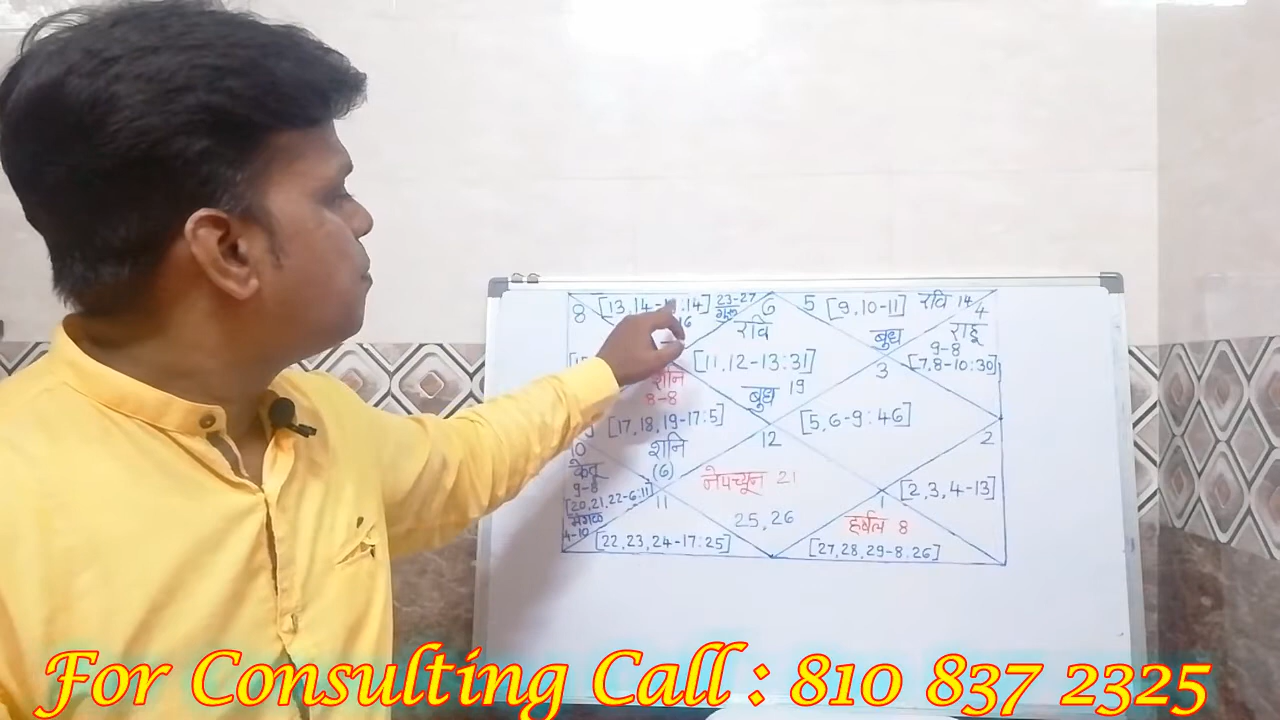 8 [13,14- :14] 23-27 6 5 [9,10-11] रवि 14 4
गुरू
16 रवि बुध राहू
9-8
[11,12-13:31] 3 [7,8-10:30]
शनि
8-8 बुध 19
[17,18,19-17:5] [5,6-9:46]
10 शनि 12 2
केतू (6) नेपच्यून 21
9-8
[20,21,22-6:11] 11 1 [2,3,4-13]
मंगळ 25,26 हर्षल 8
4-10 [22,23,24-17:25] [27,28,29-8.26]
For Consulting Call : 810 837 2325